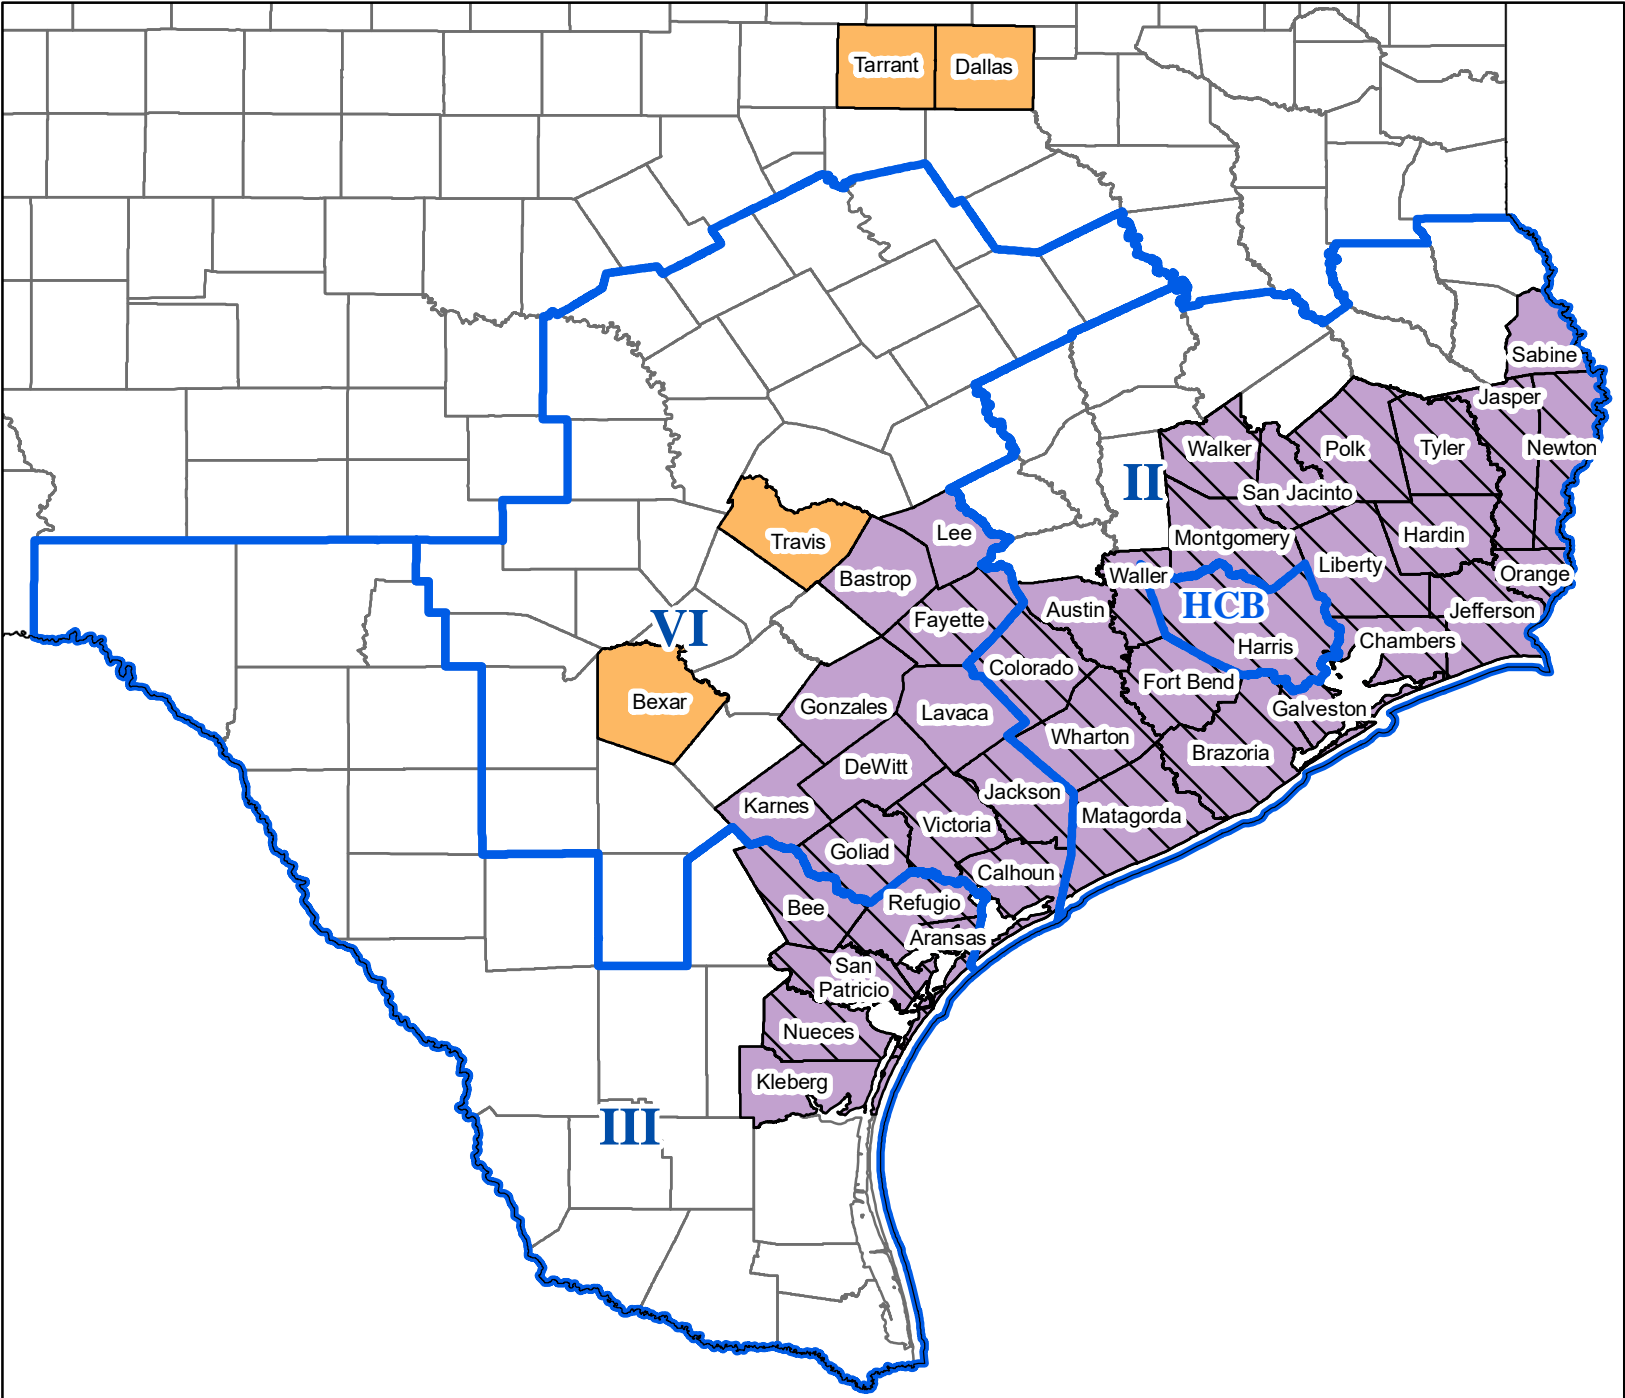 Tarrant
Dallas
Sabine
Jasper
Walker
Polk
Tyler
Newton
II
San Jacinto
Lee
Travis
Montgomery
Hardin
Bastrop
Waller
Liberty
Orange
HCB
Austin
Jefferson
Fayette
VI
Harris
Chambers
Colorado
Fort Bend
Bexar
Gonzales
Lavaca
Galveston
Wharton
Brazoria
DeWitt
Jackson
Karnes
Matagorda
Victoria
Goliad
Calhoun
Bee
Refugio
Aransas
San
Patricio
Nueces
Kleberg
III